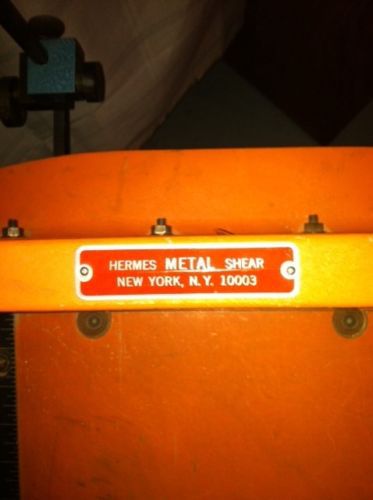 HERMES METAL SHEAR
NEW YORK, N.Y. 10003